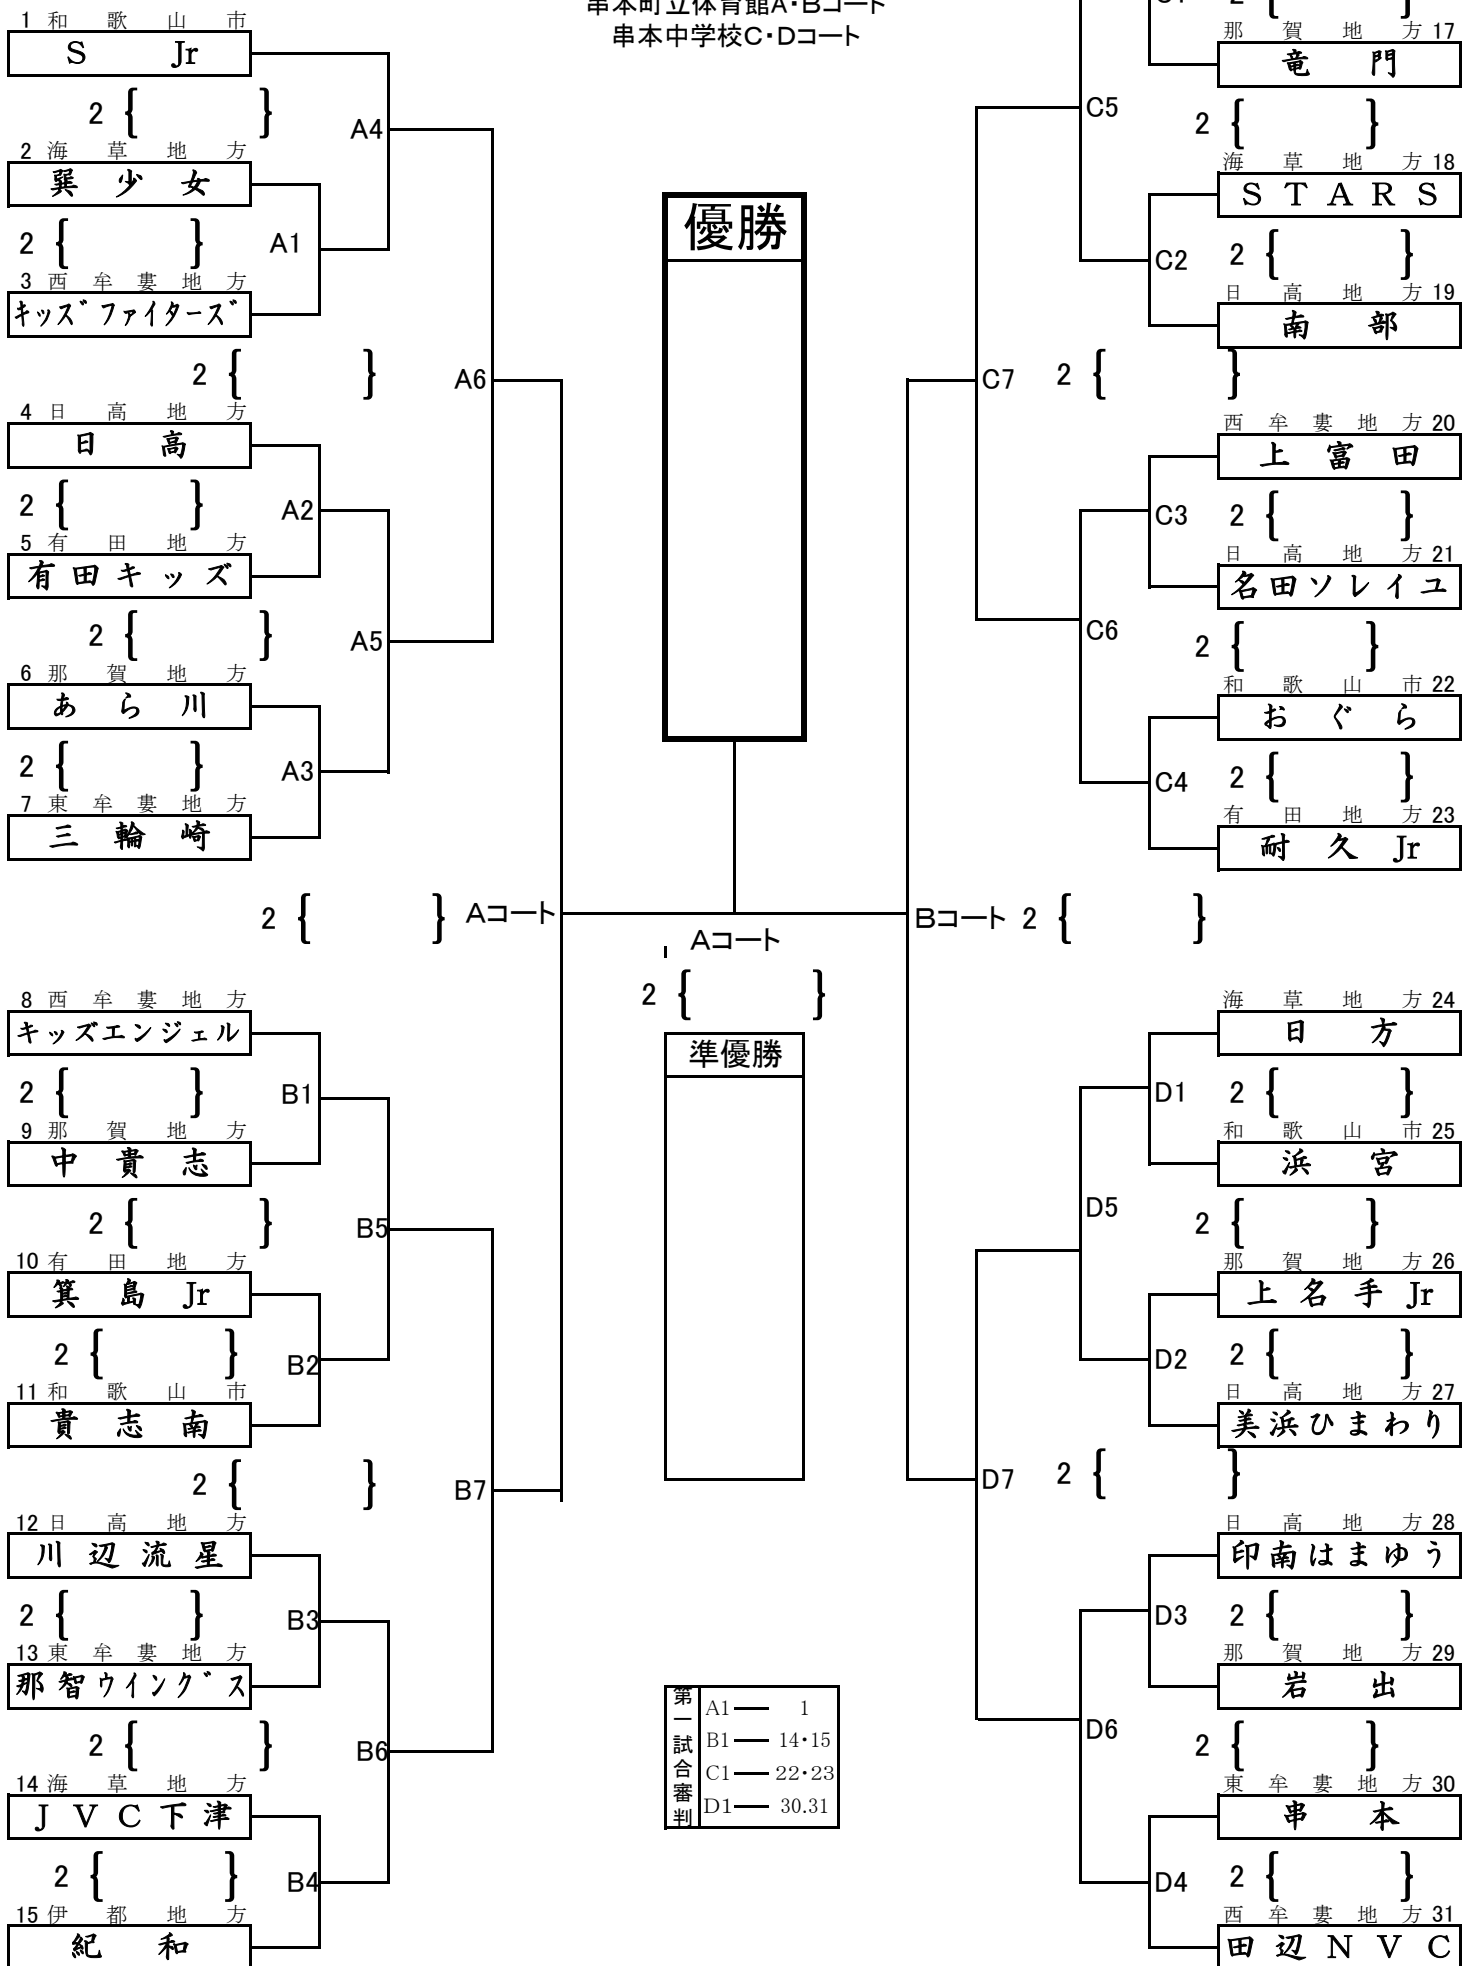 串本町立体育館A・Bコート
串本中学校C・Dコート
1 和歌山市
S Jr
2 { }
A4
2 海草地方
巽少女
2 { }
A1
3 西牟婁地方
キッズファイターズ
2 { }
A6
4 日高地方
日高
2 { }
A2
5 有田地方
有田キッズ
2 { }
A5
6 那賀地方
あら川
2 { }
A3
7 東牟婁地方
三輪崎
2 { } Aコート
8 西牟婁地方
キッズエンジェル
2 { }
B1
9 那賀地方
中貴志
2 { }
B5
10 有田地方
箕島Jr
2 { }
B2
11 和歌山市
貴志南
2 { }
B7
12 日高地方
川辺流星
2 { }
B3
13 東牟婁地方
那智ウイングス
2 { }
B6
14 海草地方
JVC下津
2 { }
B4
15 伊都地方
紀和
優勝
Aコート
2 { }
準優勝
第一試合審判
A1― 1
B1― 14・15
C1― 22・23
D1― 30.31
C1
2 { }
那賀地方 17
竜門
C5
2 { }
海草地方 18
STARS
C2
2 { }
日高地方 19
南部
C7 2 { }
西牟婁地方 20
上富田
C3
2 { }
日高地方 21
名田ソレイユ
C6
2 { }
和歌山市 22
おぐら
C4
2 { }
有田地方 23
耐久Jr
Bコート 2 { }
海草地方 24
日方
D1
2 { }
和歌山市 25
浜宮
D5
2 { }
那賀地方 26
上名手Jr
D2
2 { }
日高地方 27
美浜ひまわり
D7 2 { }
日高地方 28
印南はまゆう
D3
2 { }
那賀地方 29
岩出
D6
2 { }
東牟婁地方 30
串本
D4
2 { }
西牟婁地方 31
田辺NVC